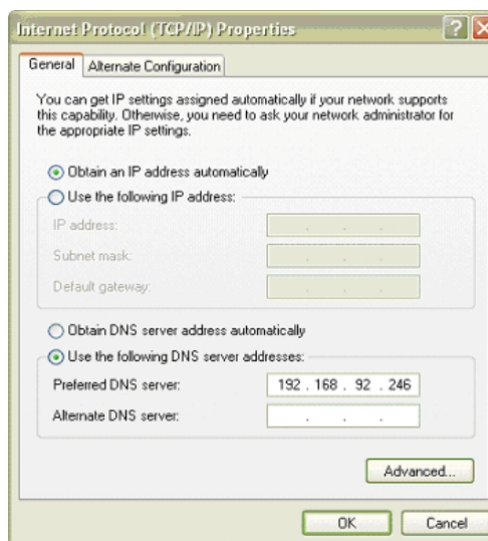 Internet Protocol (TCP/IP) Properties
General
Alternate Configuration
You can get IP settings assigned automatically if your network supports
this capability. Otherwise, you need to ask your network administrator for
the appropriate IP settings.
Obtain an IP address automatically
Use the following IP address:
IP address:
Subnet mask:
Default gateway:
Obtain DNS server address automatically
Use the following DNS server addresses:
Preferred DNS server: 192 . 168 . 92 . 246
Alternate DNS server:
Advanced...
OK
Cancel